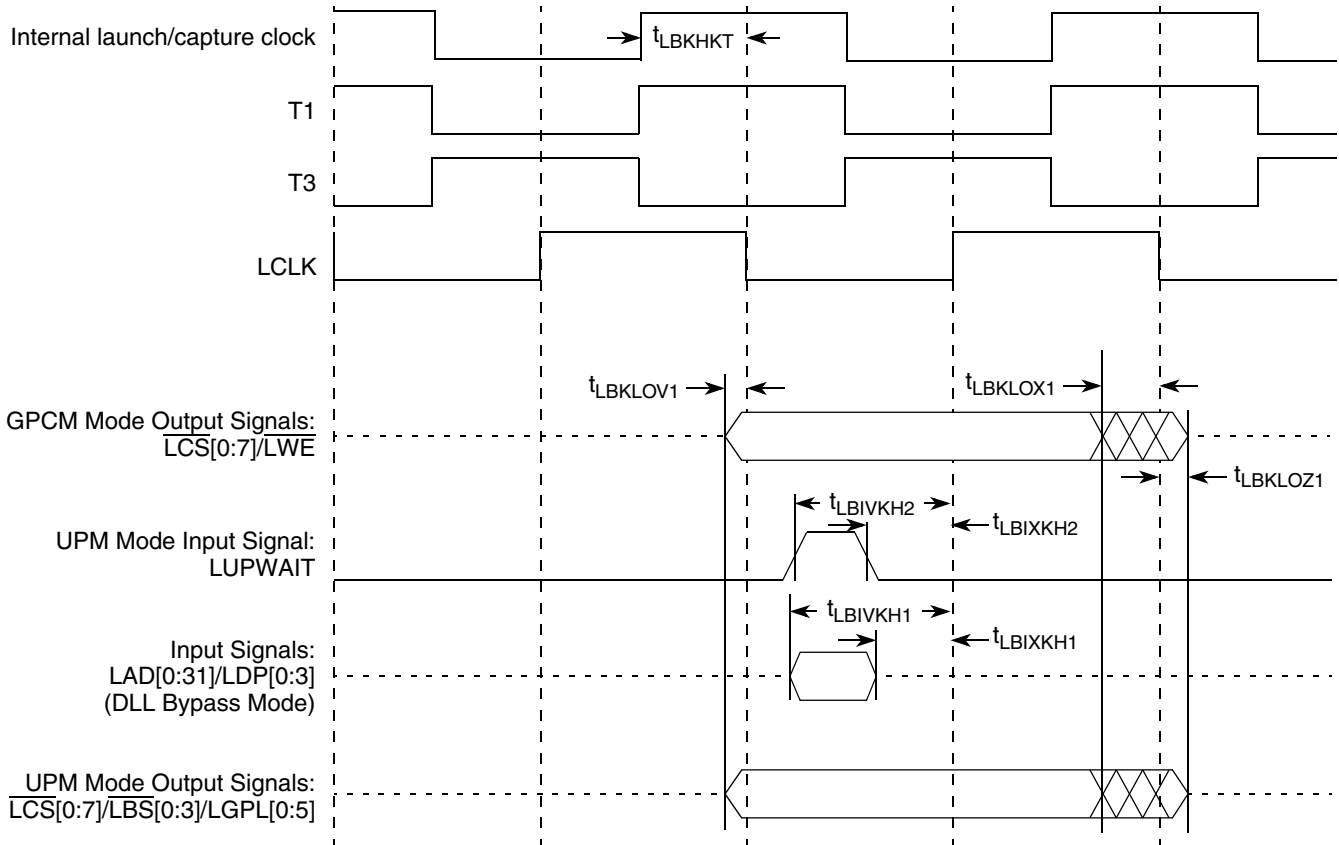 Internal launch/capture clock
tLBKHKT
T1
T3
LCLK
tLBKLOV1
tLBKLOX1
GPCM Mode Output Signals:
LCS[0:7]/LWE
tLBKLOZ1
tLBIVKH2
tLBIXKH2
UPM Mode Input Signal:
LUPWAIT
tLBIVKH1
tLBIXKH1
Input Signals:
LAD[0:31]/LDP[0:3]
(DLL Bypass Mode)
UPM Mode Output Signals:
LCS[0:7]/LBS[0:3]/LGPL[0:5]